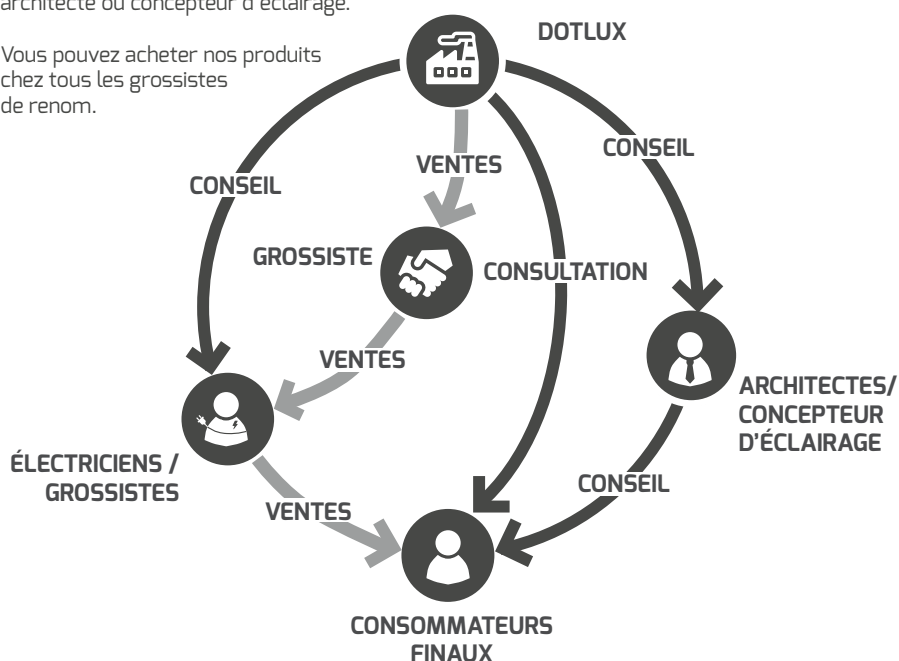 architecte ou concepteur d'éclairage.
Vous pouvez acheter nos produits
chez tous les grossistes
de renom.
DOTLUX
CONSEIL
VENTES
CONSEIL
GROSSISTE
CONSULTATION
VENTES
ARCHITECTES/
CONCEPTEUR
D'ÉCLAIRAGE
ÉLECTRICIENS /
GROSSISTES
VENTES
CONSEIL
CONSOMMATEURS
FINAUX